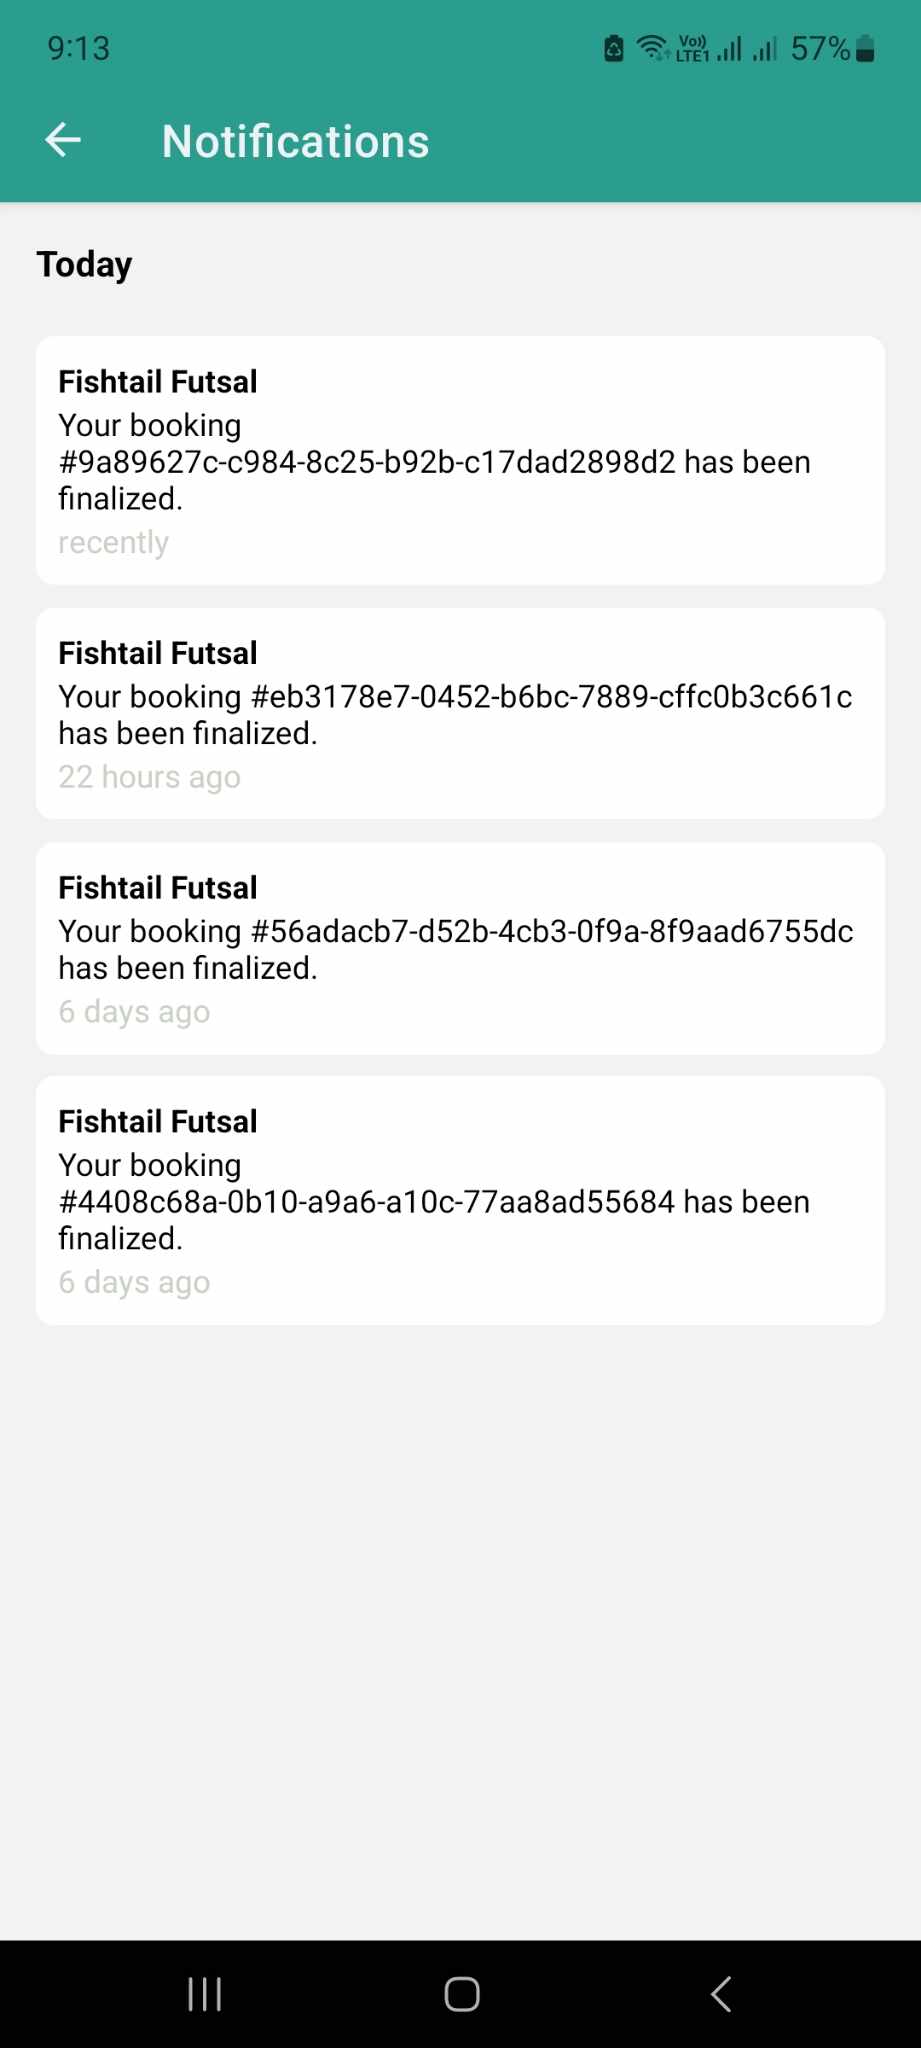 9:13
Vo)) LTE1 57%
Notifications
Today
Fishtail Futsal
Your booking
#9a89627c-c984-8c25-b92b-c17dad2898d2 has been
finalized.
recently
Fishtail Futsal
Your booking #eb3178e7-0452-b6bc-7889-cffc0b3c661c
has been finalized.
22 hours ago
Fishtail Futsal
Your booking #56adacb7-d52b-4cb3-0f9a-8f9aad6755dc
has been finalized.
6 days ago
Fishtail Futsal
Your booking
#4408c68a-0b10-a9a6-a10c-77aa8ad55684 has been
finalized.
6 days ago